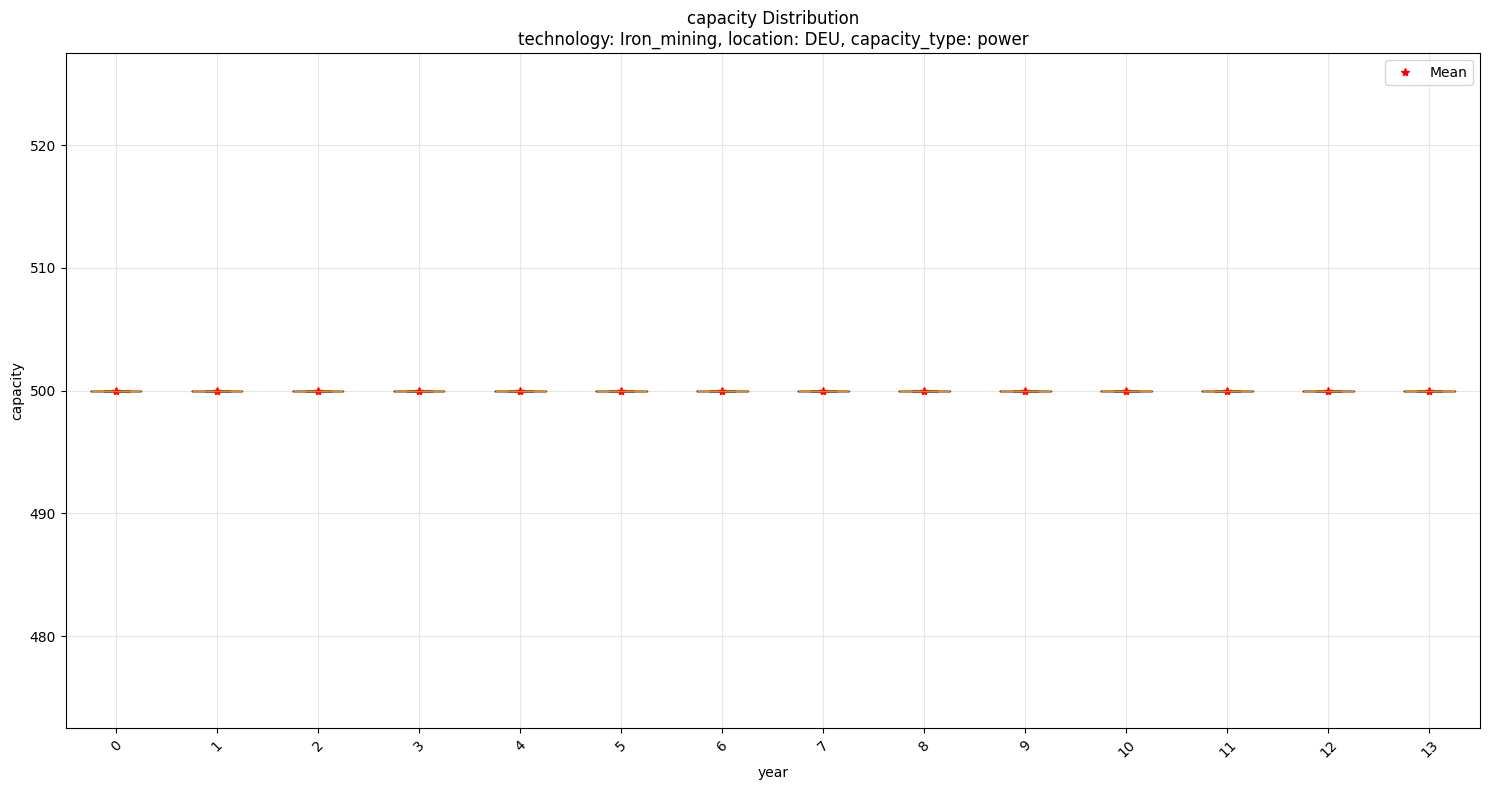 capacity Distribution
technology: Iron_mining, location: DEU, capacity_type: power
Mean
520
510
500
490
480
capacity
0 1 2 3 4 5 6 7 8 9 10 11 12 13
year